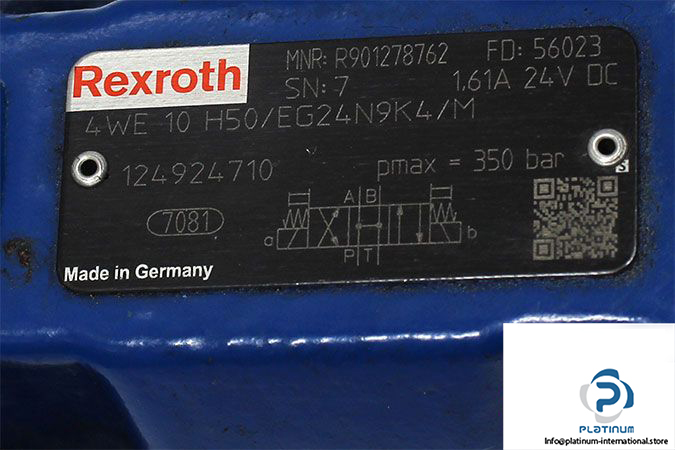 Rexroth
MNR: R901278762 FD: 56023
SN: 7 1,61A 24V DC
4WE 10 H50/EG24N9K4/M
124924710 pmax = 350 bar
S
7081
A B
a b
P T
Made in Germany
P
PLATINUM
Info@platinum-international.store